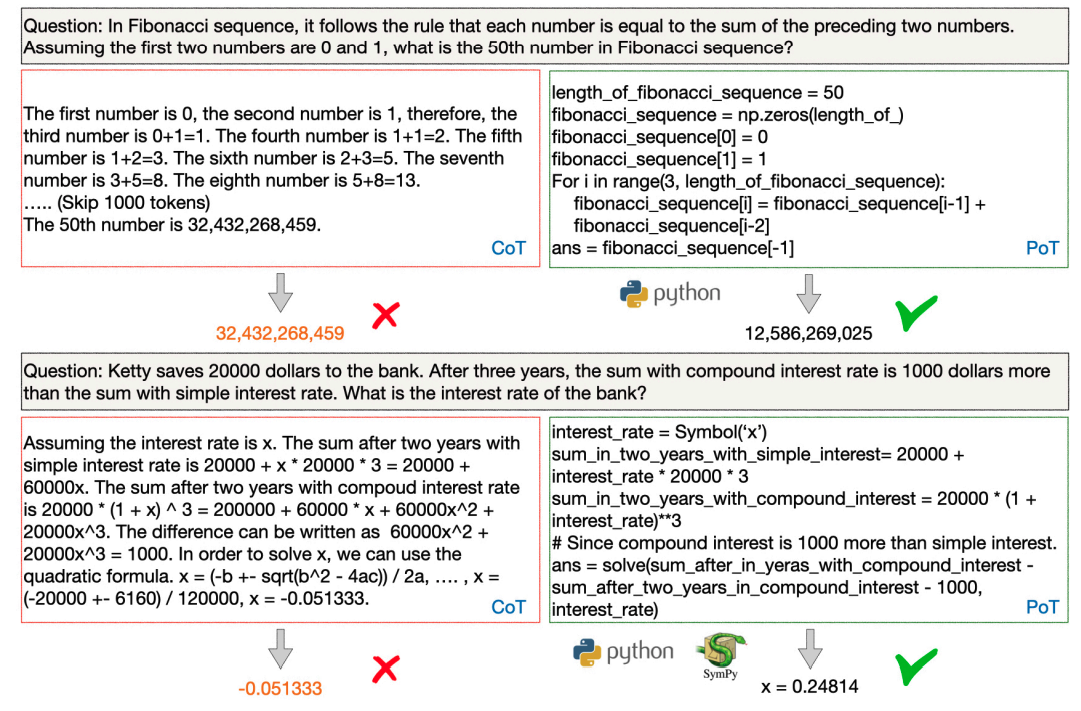 Question: In Fibonacci sequence, it follows the rule that each number is equal to the sum of the preceding two numbers.
Assuming the first two numbers are 0 and 1, what is the 50th number in Fibonacci sequence?
The first number is 0, the second number is 1, therefore, the
third number is 0+1=1. The fourth number is 1+1=2. The fifth
number is 1+2=3. The sixth number is 2+3=5. The seventh
number is 3+5=8. The eighth number is 5+8=13.
….. (Skip 1000 tokens)
The 50th number is 32,432,268,459.
CoT
length_of_fibonacci_sequence = 50
fibonacci_sequence = np.zeros(length_of_)
fibonacci_sequence[0] = 0
fibonacci_sequence[1] = 1
For i in range(3, length_of_fibonacci_sequence):
fibonacci_sequence[i] = fibonacci_sequence[i-1] +
fibonacci_sequence[i-2]
ans = fibonacci_sequence[-1]
PoT
python
32,432,268,459
12,586,269,025
Question: Ketty saves 20000 dollars to the bank. After three years, the sum with compound interest rate is 1000 dollars more
than the sum with simple interest rate. What is the interest rate of the bank?
Assuming the interest rate is x. The sum after two years with
simple interest rate is 20000 + x * 20000 * 3 = 20000 +
60000x. The sum after two years with compoud interest rate
is 20000 * (1 + x) ^ 3 = 200000 + 60000 * x + 60000x^2 +
20000x^3. The difference can be written as 60000x^2 +
20000x^3 = 1000. In order to solve x, we can use the
quadratic formula. x = (-b +- sqrt(b^2 - 4ac)) / 2a, …. , x =
(-20000 +- 6160) / 120000, x = -0.051333.
CoT
interest_rate = Symbol(‘x’)
sum_in_two_years_with_simple_interest= 20000 +
interest_rate * 20000 * 3
sum_in_two_years_with_compound_interest = 20000 * (1 +
interest_rate)**3
# Since compound interest is 1000 more than simple interest.
ans = solve(sum_after_in_yeras_with_compound_interest -
sum_after_two_years_in_compound_interest - 1000,
interest_rate)
PoT
python
SymPy
-0.051333
x = 0.24814